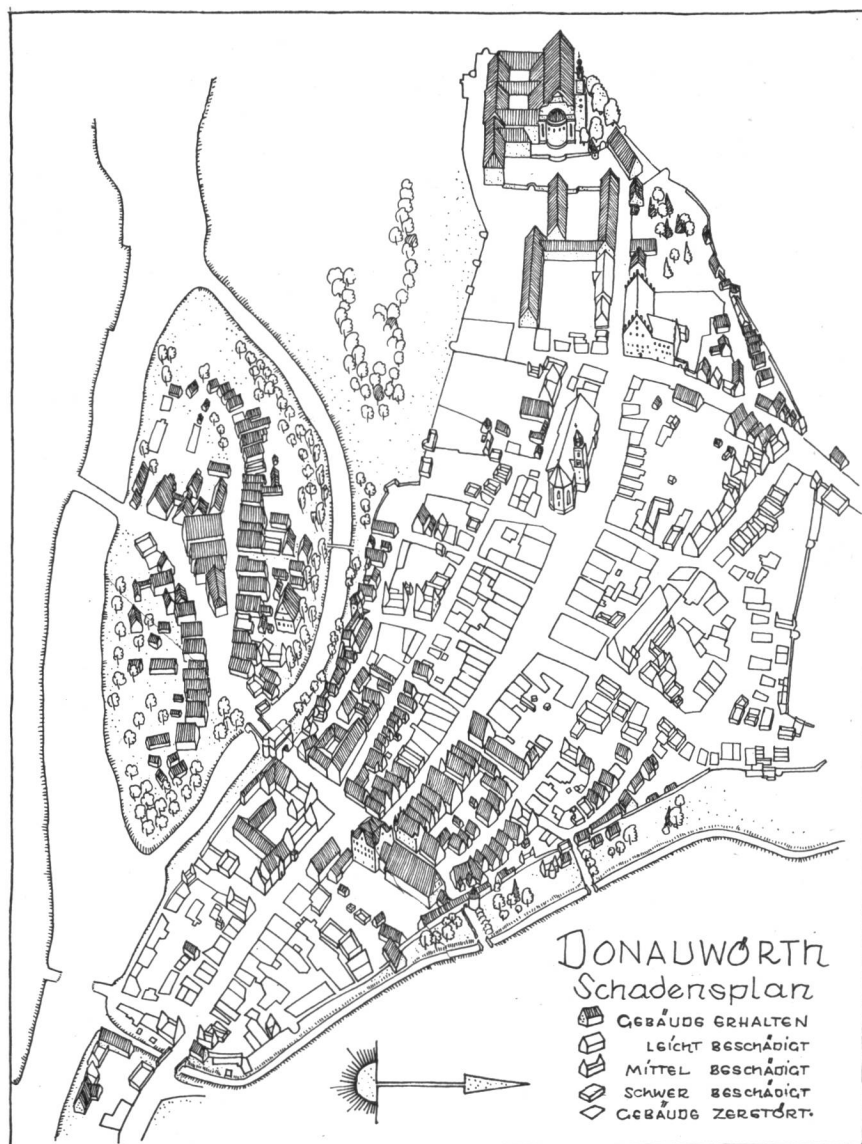 DONAUWÖRTH
Schadensplan
GEBÄUDE ERHALTEN
LEICHT BESCHÄDIGT
MITTEL BESCHÄDIGT
SCHWER BESCHÄDIGT
GEBÄUDE ZERSTÖRT.